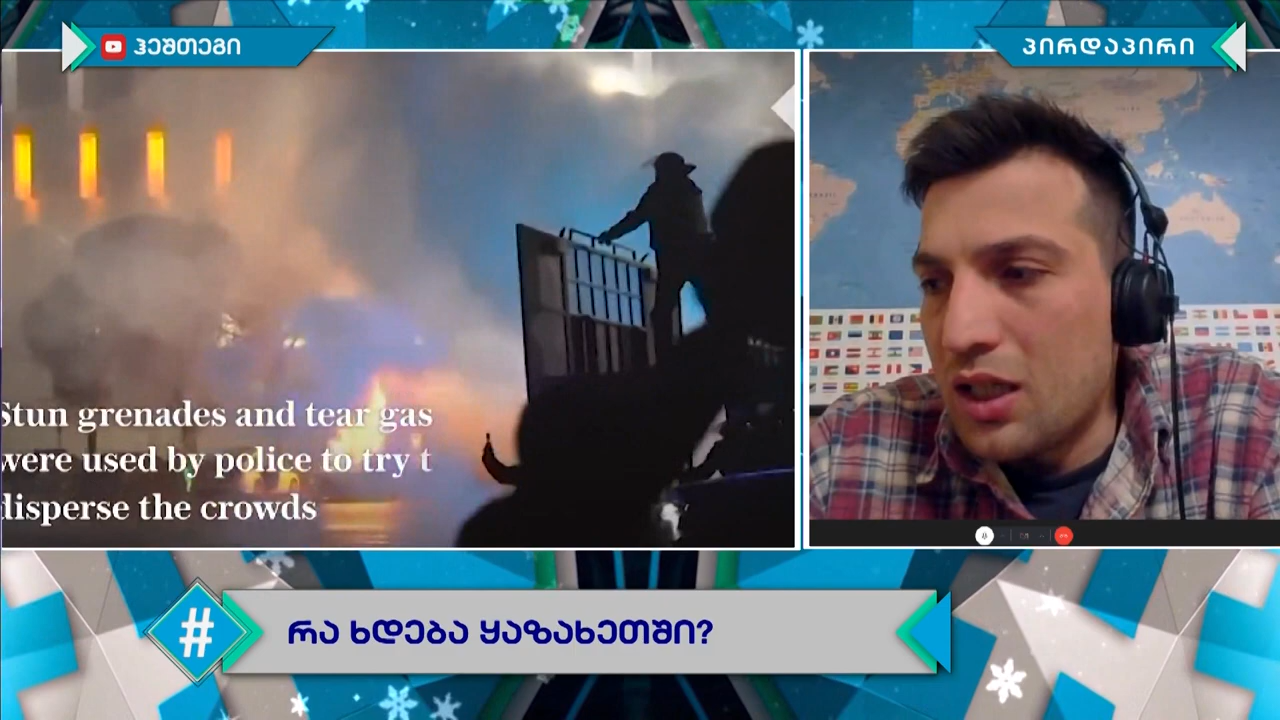 ჰეშთეგი
პირდაპირი
Stun grenades and tear gas
were used by police to try t
disperse the crowds
# რა ხდება ყაზახეთში?